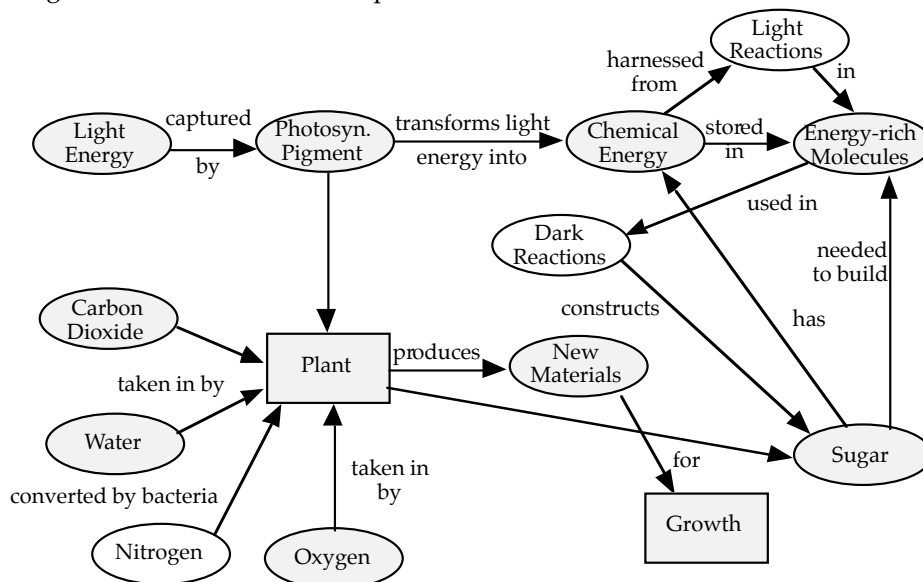 Light
Reactions
harnessed
from
in
captured
Light
Energy
by
Photosyn.
Pigment
transforms light
energy into
Chemical
Energy
stored
in
Energy-rich
Molecules
used in
Dark
Reactions
needed
to build
Carbon
Dioxide
constructs
has
Plant
produces
New
Materials
taken in by
Water
Sugar
taken in
by
for
converted by bacteria
Growth
Nitrogen
Oxygen